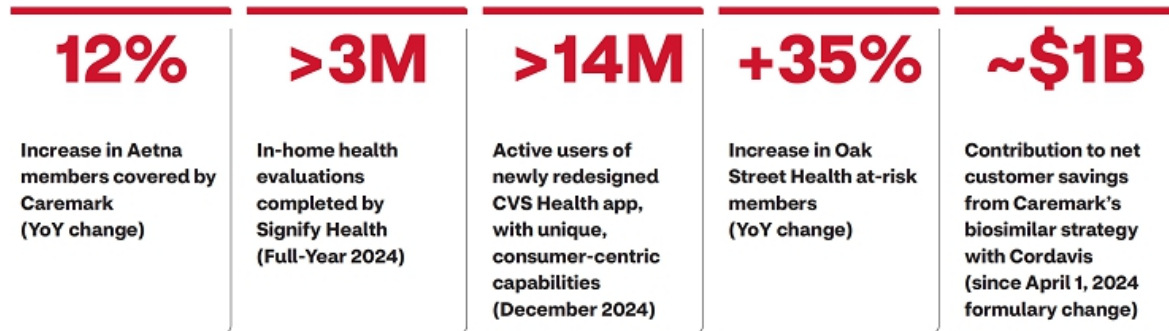 12%
Increase in Aetna
members covered by
Caremark
(YoY change)
>3M
In-home health
evaluations
completed by
Signify Health
(Full-Year 2024)
>14M
Active users of
newly redesigned
CVS Health app,
with unique,
consumer-centric
capabilities
(December 2024)
+35%
Increase in Oak
Street Health at-risk
members
(YoY change)
~$1B
Contribution to net
customer savings
from Caremark’s
biosimilar strategy
with Cordavis
(since April 1, 2024
formulary change)